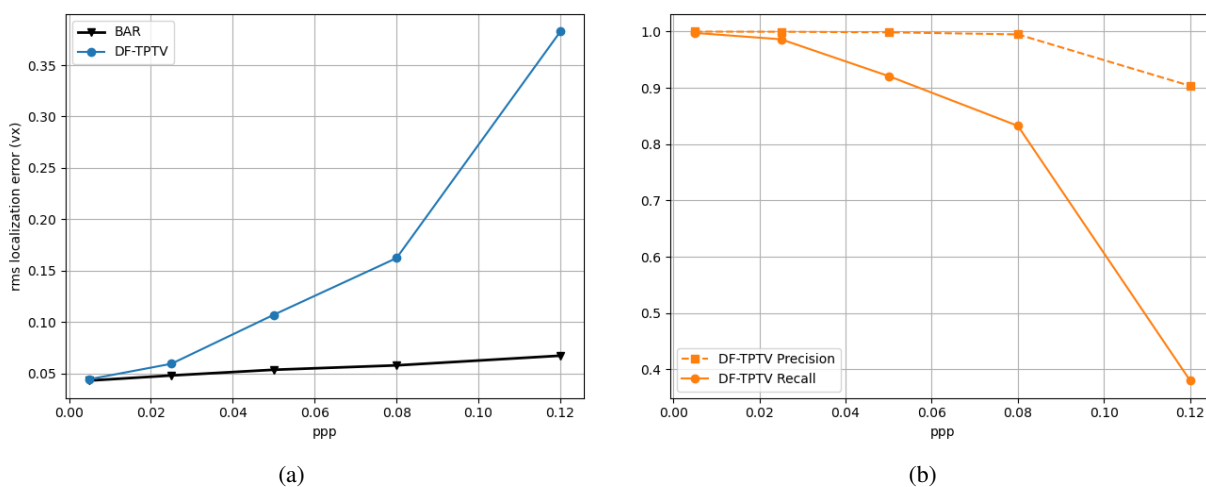 BAR
DF-TPTV
0.35
0.30
0.25
0.20
0.15
0.10
0.05
rms localization error (vx)
0.00 0.02 0.04 0.06 0.08 0.10 0.12
ppp
(a)
1.0
0.9
0.8
0.7
0.6
0.5
0.4
DF-TPTV Precision
DF-TPTV Recall
0.00 0.02 0.04 0.06 0.08 0.10 0.12
ppp
(b)